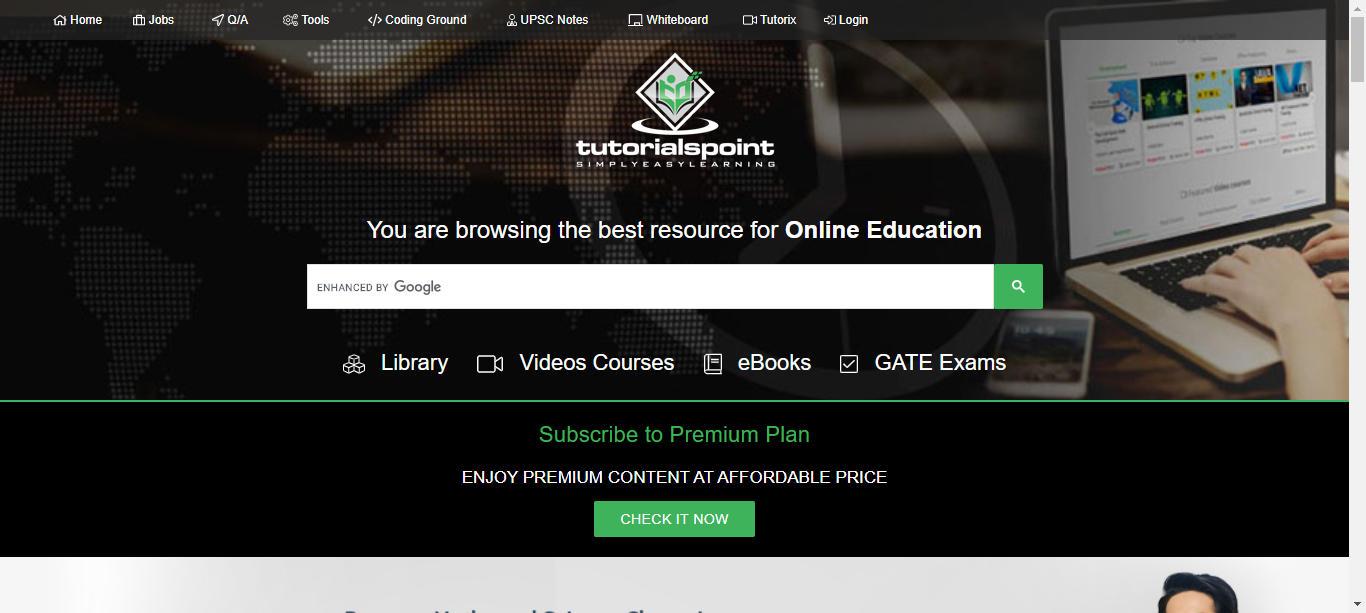 Home Jobs Q/A Tools Coding Ground UPSC Notes Whiteboard Tutorix Login
tutorialspoint
SIMPLYEASYLEARNING
You are browsing the best resource for Online Education
ENHANCED BY Google
Library Videos Courses eBooks GATE Exams
Subscribe to Premium Plan
ENJOY PREMIUM CONTENT AT AFFORDABLE PRICE
CHECK IT NOW